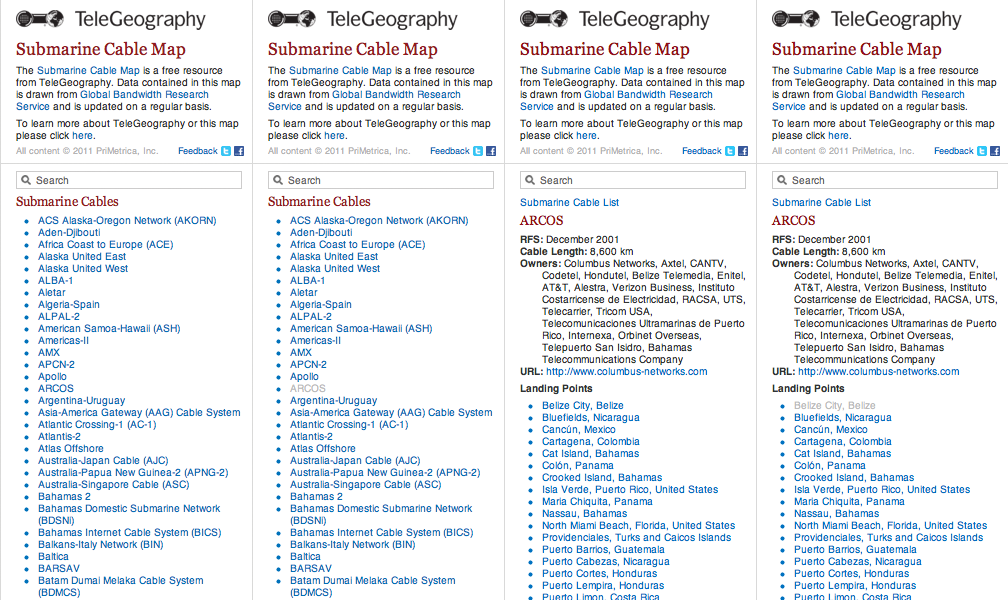 TeleGeography
Submarine Cable Map
The Submarine Cable Map is a free resource
from TeleGeography. Data contained in this map
is drawn from Global Bandwidth Research
Service and is updated on a regular basis.
To learn more about TeleGeography or this map
please click here.
All content © 2011 PriMetrica, Inc. Feedback
Search
Submarine Cables
ACS Alaska-Oregon Network (AKORN)
Aden-Djibouti
Africa Coast to Europe (ACE)
Alaska United East
Alaska United West
ALBA-1
Aletar
Algeria-Spain
ALPAL-2
American Samoa-Hawaii (ASH)
Americas-II
AMX
APCN-2
Apollo
ARCOS
Argentina-Uruguay
Asia-America Gateway (AAG) Cable System
Atlantic Crossing-1 (AC-1)
Atlantis-2
Atlas Offshore
Australia-Japan Cable (AJC)
Australia-Papua New Guinea-2 (APNG-2)
Australia-Singapore Cable (ASC)
Bahamas 2
Bahamas Domestic Submarine Network
(BDSNi)
Bahamas Internet Cable System (BICS)
Balkans-Italy Network (BIN)
Baltica
BARSAV
Batam Dumai Melaka Cable System
(BDMCS)
TeleGeography
Submarine Cable Map
The Submarine Cable Map is a free resource
from TeleGeography. Data contained in this map
is drawn from Global Bandwidth Research
Service and is updated on a regular basis.
To learn more about TeleGeography or this map
please click here.
All content © 2011 PriMetrica, Inc. Feedback
Search
Submarine Cables
ACS Alaska-Oregon Network (AKORN)
Aden-Djibouti
Africa Coast to Europe (ACE)
Alaska United East
Alaska United West
ALBA-1
Aletar
Algeria-Spain
ALPAL-2
American Samoa-Hawaii (ASH)
Americas-II
AMX
APCN-2
Apollo
ARCOS
Argentina-Uruguay
Asia-America Gateway (AAG) Cable System
Atlantic Crossing-1 (AC-1)
Atlantis-2
Atlas Offshore
Australia-Japan Cable (AJC)
Australia-Papua New Guinea-2 (APNG-2)
Australia-Singapore Cable (ASC)
Bahamas 2
Bahamas Domestic Submarine Network
(BDSNi)
Bahamas Internet Cable System (BICS)
Balkans-Italy Network (BIN)
Baltica
BARSAV
Batam Dumai Melaka Cable System
(BDMCS)
TeleGeography
Submarine Cable Map
The Submarine Cable Map is a free resource
from TeleGeography. Data contained in this map
is drawn from Global Bandwidth Research
Service and is updated on a regular basis.
To learn more about TeleGeography or this map
please click here.
All content © 2011 PriMetrica, Inc. Feedback
Search
Submarine Cable List
ARCOS
RFS: December 2001
Cable Length: 8,600 km
Owners: Columbus Networks, Axtel, CANTV,
Codetel, Hondutel, Belize Telemedia, Enitel,
AT&T, Alestra, Verizon Business, Instituto
Costarricense de Electricidad, RACSA, UTS,
Telecarrier, Tricom USA,
Telecomunicaciones Ultramarinas de Puerto
Rico, Internexa, Orbinet Overseas,
Telepuerto San Isidro, Bahamas
Telecommunications Company
URL: http://www.columbus-networks.com
Landing Points
Belize City, Belize
Bluefields, Nicaragua
Cancún, Mexico
Cartagena, Colombia
Cat Island, Bahamas
Colón, Panama
Crooked Island, Bahamas
Isla Verde, Puerto Rico, United States
Maria Chiquita, Panama
Nassau, Bahamas
North Miami Beach, Florida, United States
Providenciales, Turks and Caicos Islands
Puerto Barrios, Guatemala
Puerto Cabezas, Nicaragua
Puerto Cortes, Honduras
Puerto Lempira, Honduras
Puerto Limon, Costa Rica
TeleGeography
Submarine Cable Map
The Submarine Cable Map is a free resource
from TeleGeography. Data contained in this map
is drawn from Global Bandwidth Research
Service and is updated on a regular basis.
To learn more about TeleGeography or this map
please click here.
All content © 2011 PriMetrica, Inc. Feedback
Search
Submarine Cable List
ARCOS
RFS: December 2001
Cable Length: 8,600 km
Owners: Columbus Networks, Axtel, CANTV,
Codetel, Hondutel, Belize Telemedia, Enitel,
AT&T, Alestra, Verizon Business, Instituto
Costarricense de Electricidad, RACSA, UTS,
Telecarrier, Tricom USA,
Telecomunicaciones Ultramarinas de Puerto
Rico, Internexa, Orbinet Overseas,
Telepuerto San Isidro, Bahamas
Telecommunications Company
URL: http://www.columbus-networks.com
Landing Points
Belize City, Belize
Bluefields, Nicaragua
Cancún, Mexico
Cartagena, Colombia
Cat Island, Bahamas
Colón, Panama
Crooked Island, Bahamas
Isla Verde, Puerto Rico, United States
Maria Chiquita, Panama
Nassau, Bahamas
North Miami Beach, Florida, United States
Providenciales, Turks and Caicos Islands
Puerto Barrios, Guatemala
Puerto Cabezas, Nicaragua
Puerto Cortes, Honduras
Puerto Lempira, Honduras
Puerto Limon, Costa Rica